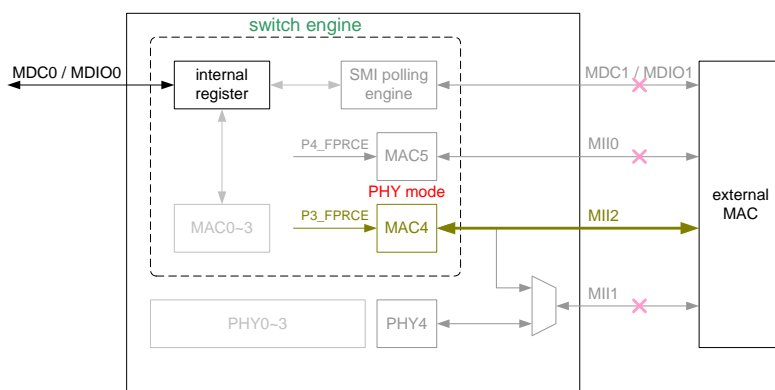 switch engine
MDC0 / MDIO0
internal
register
SMI polling
engine
MDC1 / MDIO1
P4_FPRCE
MAC5
MII0
PHY mode
MAC0~3
P3_FPRCE
MAC4
MII2
external
MAC
MII1
PHY0~3
PHY4